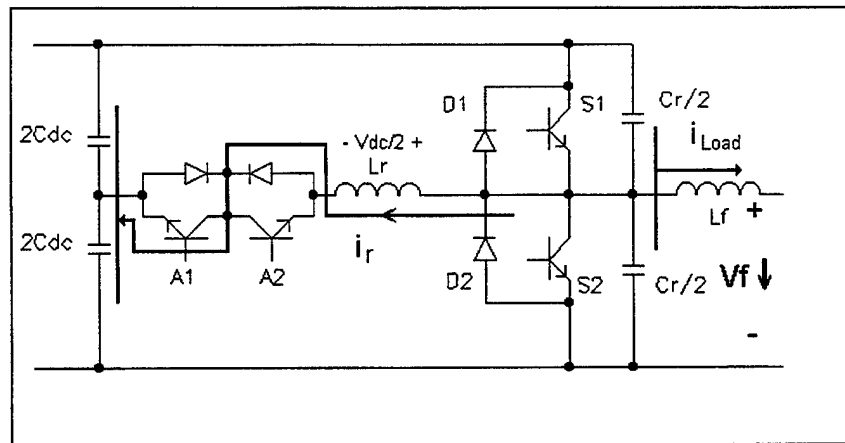 D1
S1
Cr/2
2Cdc
- Vdc/2 +
Lr
iLoad
Lf
+
ir
2Cdc
A1
A2
D2
S2
Cr/2
Vf
-